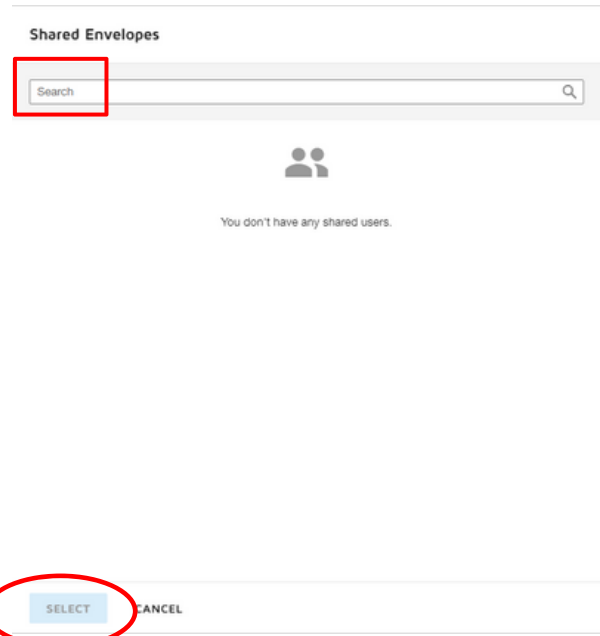 Shared Envelopes
Search
You don't have any shared users.
SELECT CANCEL